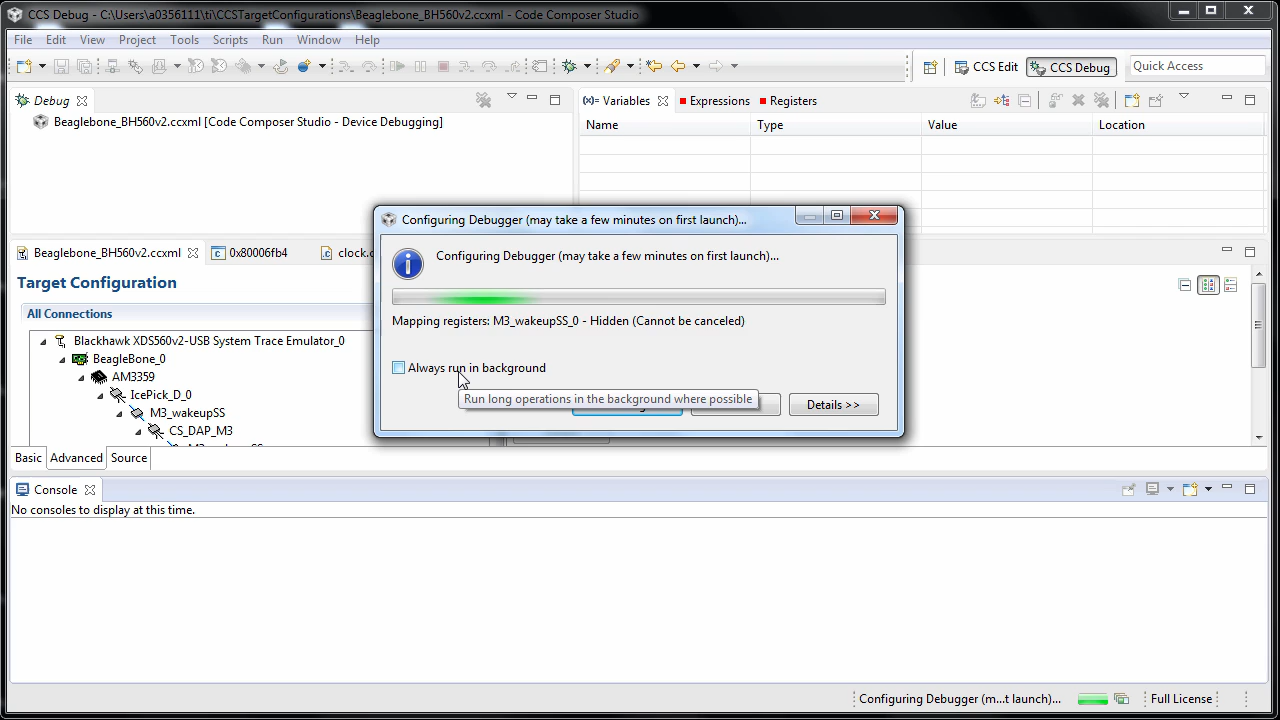 CCS Debug - C:\Users\a0356111\ti\CCSTargetConfigurations\Beaglebone_BH560v2.ccxml - Code Composer Studio
File Edit View Project Tools Scripts Run Window Help
CCS Edit CCS Debug Quick Access
Debug
Beaglebone_BH560v2.ccxml [Code Composer Studio - Device Debugging]
(x)= Variables Expressions Registers
Name Type Value Location
Configuring Debugger (may take a few minutes on first launch)...
Configuring Debugger (may take a few minutes on first launch)...
Mapping registers: M3_wakeupSS_0 - Hidden (Cannot be canceled)
Always run in background
Run long operations in the background where possible
Details >>
Beaglebone_BH560v2.ccxml 0x80006fb4 clock.c
Target Configuration
All Connections
Blackhawk XDS560v2-USB System Trace Emulator_0
BeagleBone_0
AM3359
IcePick_D_0
M3_wakeupSS
CS_DAP_M3
Basic Advanced Source
Console
No consoles to display at this time.
Configuring Debugger (m...t launch)... Full License